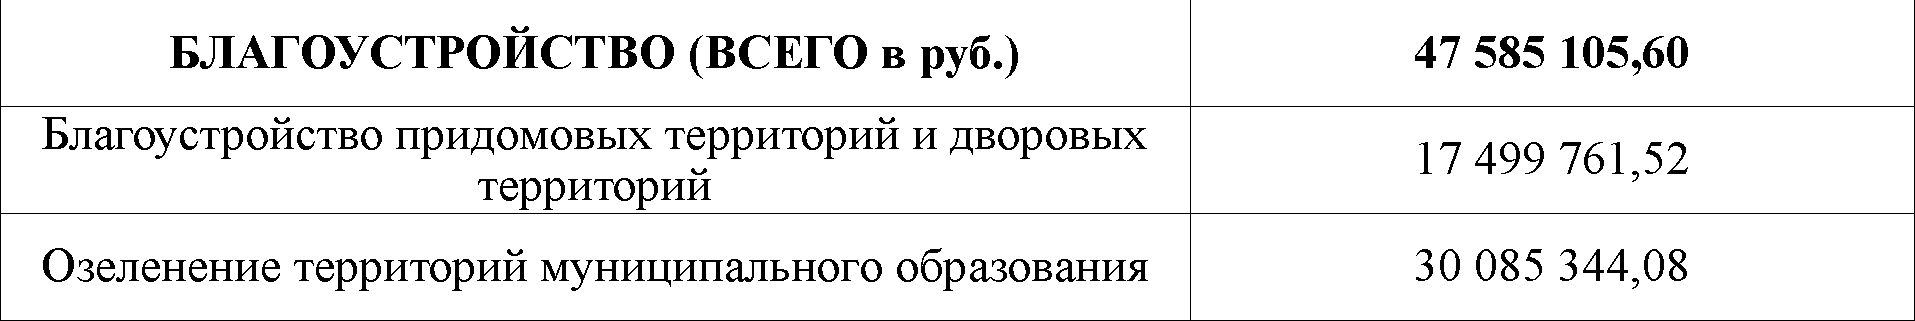 БЛАГОУСТРОЙСТВО (ВСЕГО в руб.) 47 585 105,60
Благоустройство придомовых территорий и дворовых
территорий 17 499 761,52
Озеленение территорий муниципального образования 30 085 344,08